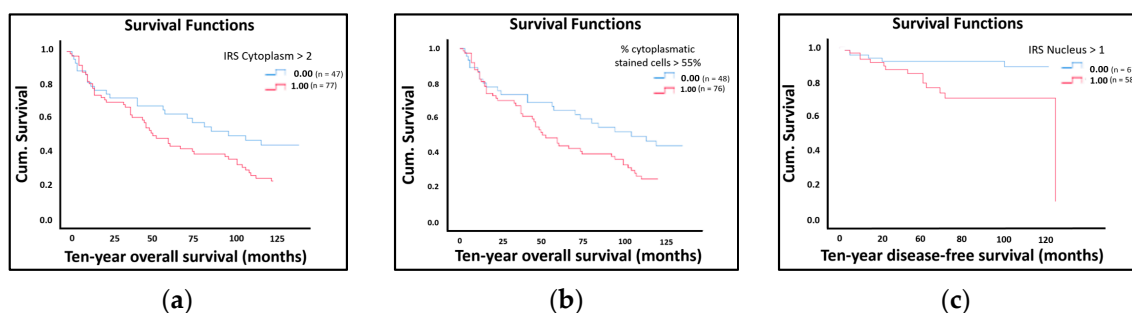 Survival Functions
IRS Cytoplasm > 2
0.00 (n = 47)
1.00 (n = 77)
Cum. Survival
1.0
0.8
0.6
0.4
0.2
0.0
0 25 50 75 100 125
Ten-year overall survival (months)
(a)
Survival Functions
% cytoplasmatic
stained cells > 55%
0.00 (n = 48)
1.00 (n = 76)
Cum. Survival
1.0
0.8
0.6
0.4
0.2
0.0
0 25 50 75 100 125
Ten-year overall survival (months)
(b)
Survival Functions
IRS Nucleus > 1
0.00 (n = 6
1.00 (n = 58
Cum. Survival
1.0
0.8
0.6
0.4
0.2
0.0
0 20 60 80 100 120
Ten-year disease-free survival (months)
(c)